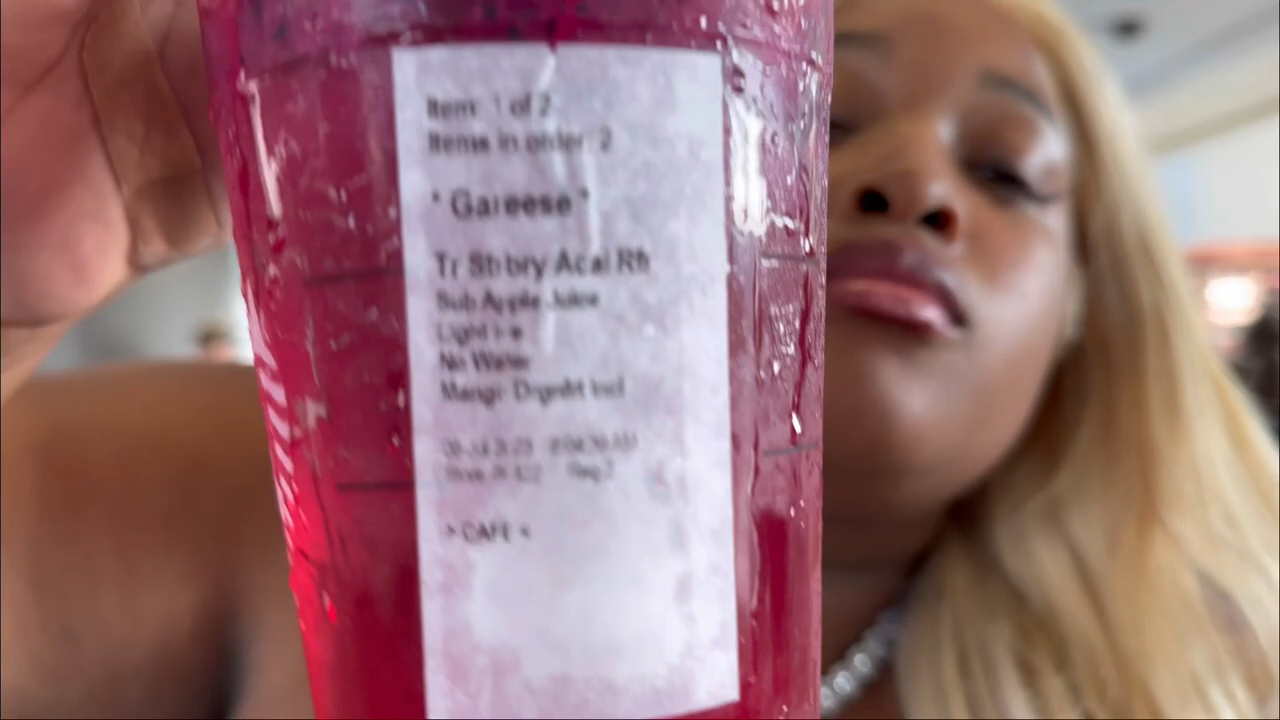 Item: 1 of 2
Items in order: 2
* Gareese *
Tr Strbry Acai Rfr
Sub Apple Juice
Light Ice
No Water
Mango Drgnfrt Incl
> CAFE <